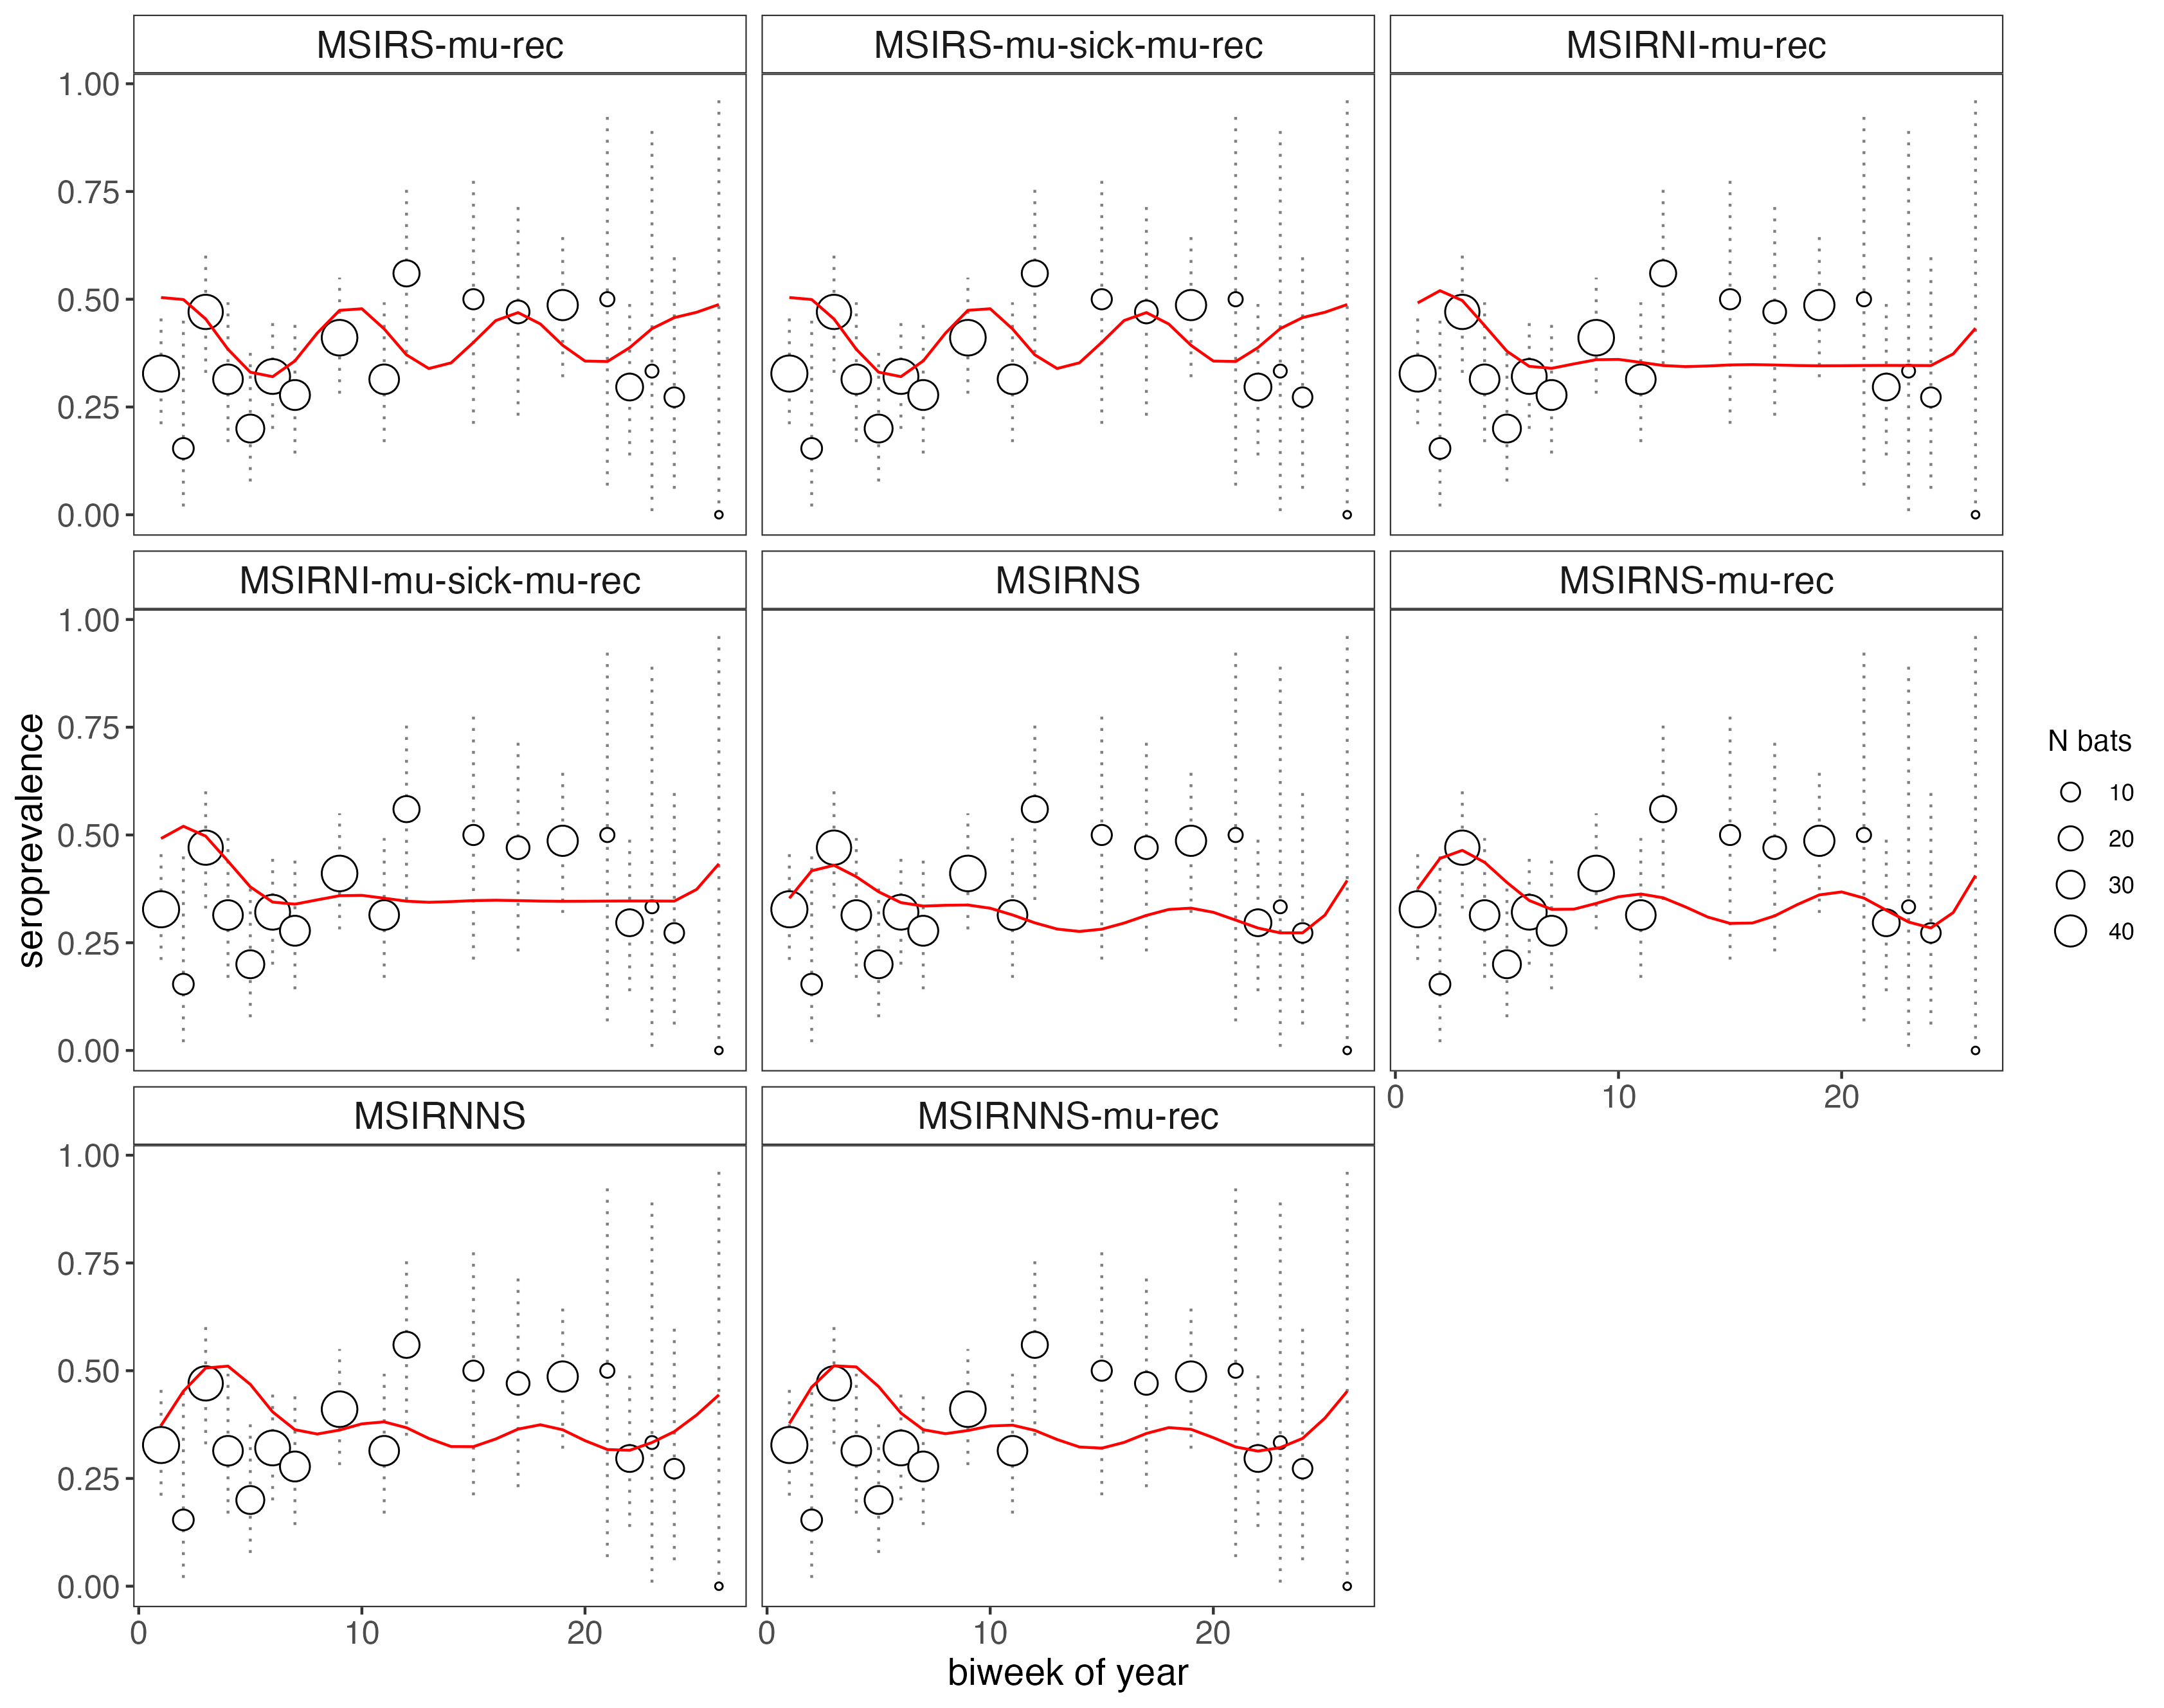 MSIRS-mu-rec
MSIRS-mu-sick-mu-rec
MSIRNI-mu-rec
1.00
0.75
0.50
0.25
0.00
MSIRNI-mu-sick-mu-rec
MSIRNS
MSIRNS-mu-rec
1.00
0.75
0.50
0.25
0.00
0 10 20
MSIRNNS
MSIRNNS-mu-rec
1.00
0.75
0.50
0.25
0.00
0 10 20
0 10 20
biweek of year
seroprevalence
N bats
10
20
30
40